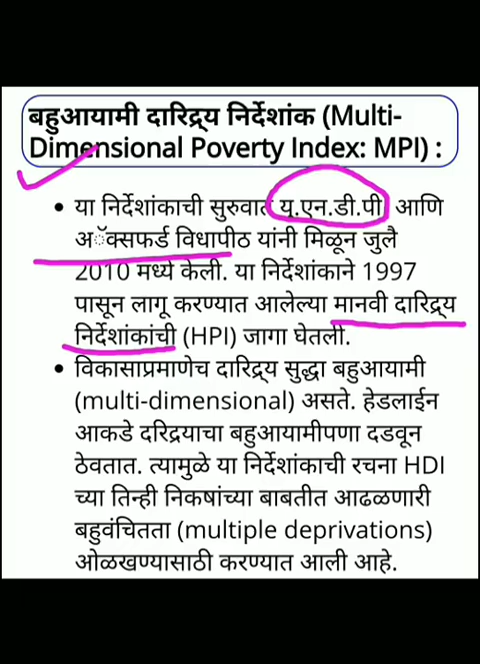 बहुआयामी दारिद्र्य निर्देशांक (Multi-
Dimensional Poverty Index: MPI) :
• या निर्देशांकाची सुरुवात यू.एन.डी.पी. आणि
अॅक्सफर्ड विधापीठ यांनी मिळून जुलै
2010 मध्ये केली. या निर्देशांकाने 1997
पासून लागू करण्यात आलेल्या मानवी दारिद्र्य
निर्देशांकांची (HPI) जागा घेतली.
• विकासाप्रमाणेच दारिद्र्य सुद्धा बहुआयामी
(multi-dimensional) असते. हेडलाईन
आकडे दरिद्रयाचा बहुआयामीपणा दडवून
ठेवतात. त्यामुळे या निर्देशांकाची रचना HDI
च्या तिन्ही निकषांच्या बाबतीत आढळणारी
बहुवंचितता (multiple deprivations)
ओळखण्यासाठी करण्यात आली आहे.